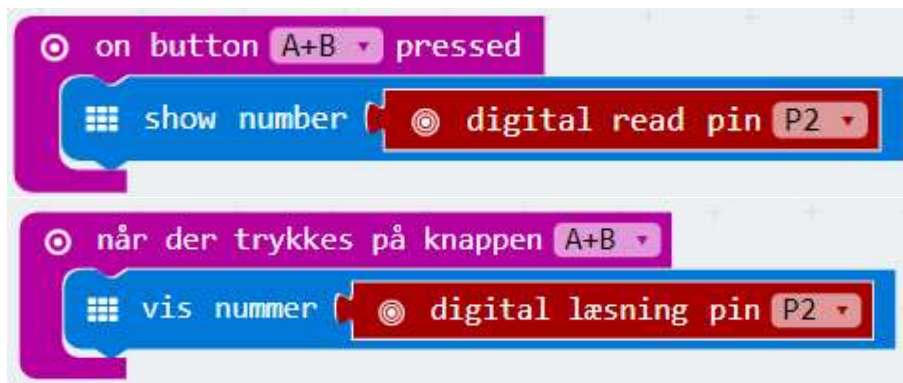 on button A+B pressed
show number digital read pin P2
når der trykkes på knappen A+B
vis nummer digital læsning pin P2